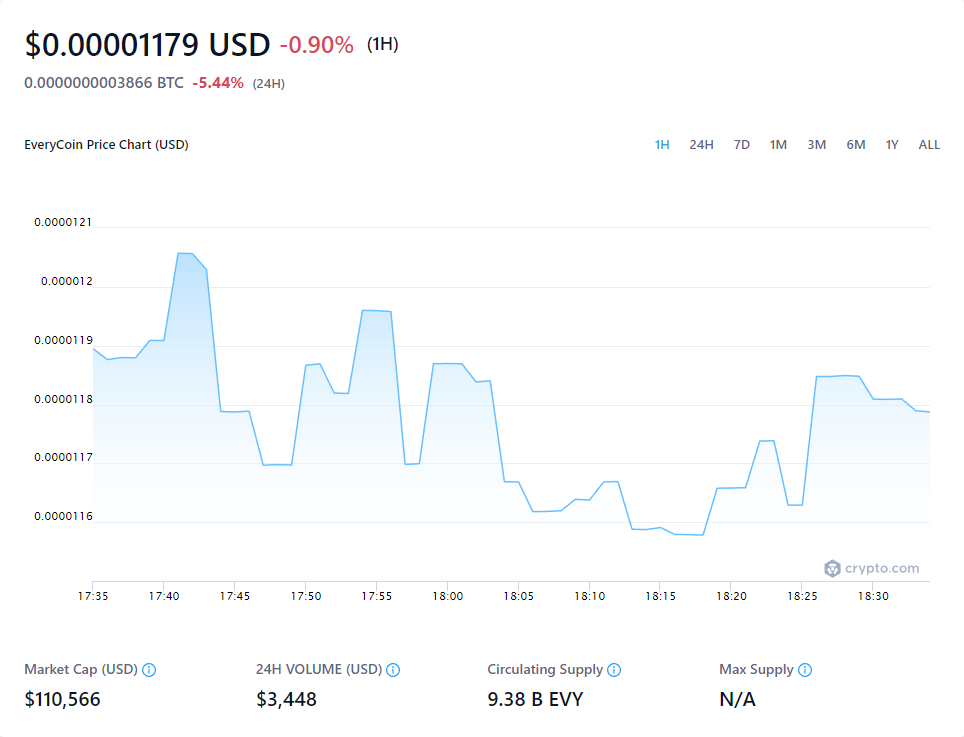 $0.00001179 USD -0.90% (1H)
0.0000000003866 BTC -5.44% (24H)
EveryCoin Price Chart (USD) 1H 24H 7D 1M 3M 6M 1Y ALL
0.0000121
0.000012
0.0000119
0.0000118
0.0000117
0.0000116
crypto.com
17:35 17:40 17:45 17:50 17:55 18:00 18:05 18:10 18:15 18:20 18:25 18:30
Market Cap (USD) 24H VOLUME (USD) Circulating Supply Max Supply
$110,566 $3,448 9.38 B EVY N/A